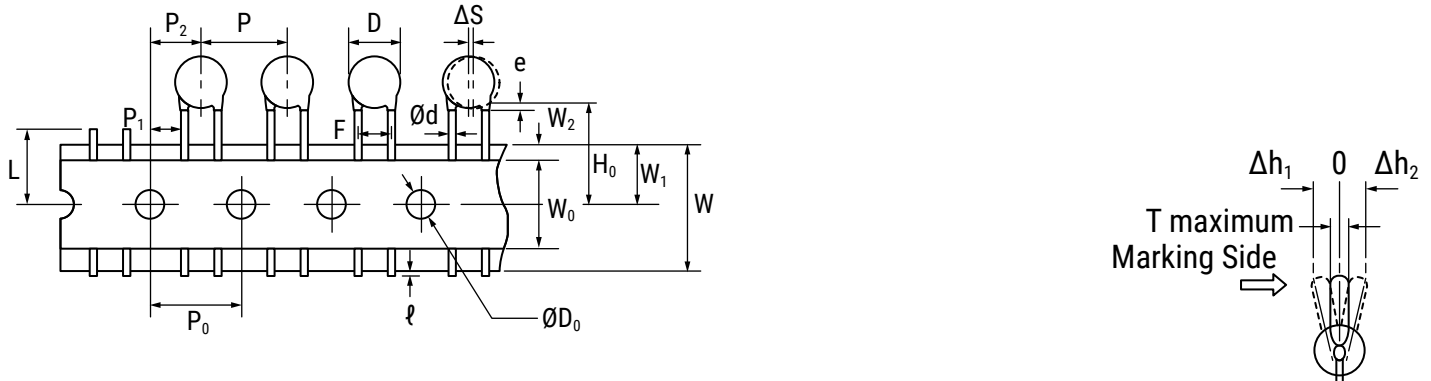 P₂ P D ΔS
e
P₁ F Ød W₂
L H₀ W₁
W₀ W
P₀ ℓ ØD₀
Δh₁ 0 Δh₂
T maximum
Marking Side